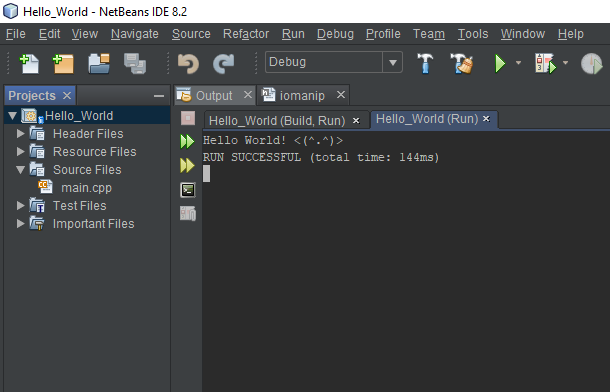 Hello_World - NetBeans IDE 8.2
File Edit View Navigate Source Refactor Run Debug Profile Team Tools Window Help
Debug
Projects
Output iomanip
Hello_World
Header Files
Resource Files
Source Files
main.cpp
Test Files
Important Files
Hello_World (Build, Run) Hello_World (Run)
Hello World! <(^.^)>
RUN SUCCESSFUL (total time: 144ms)